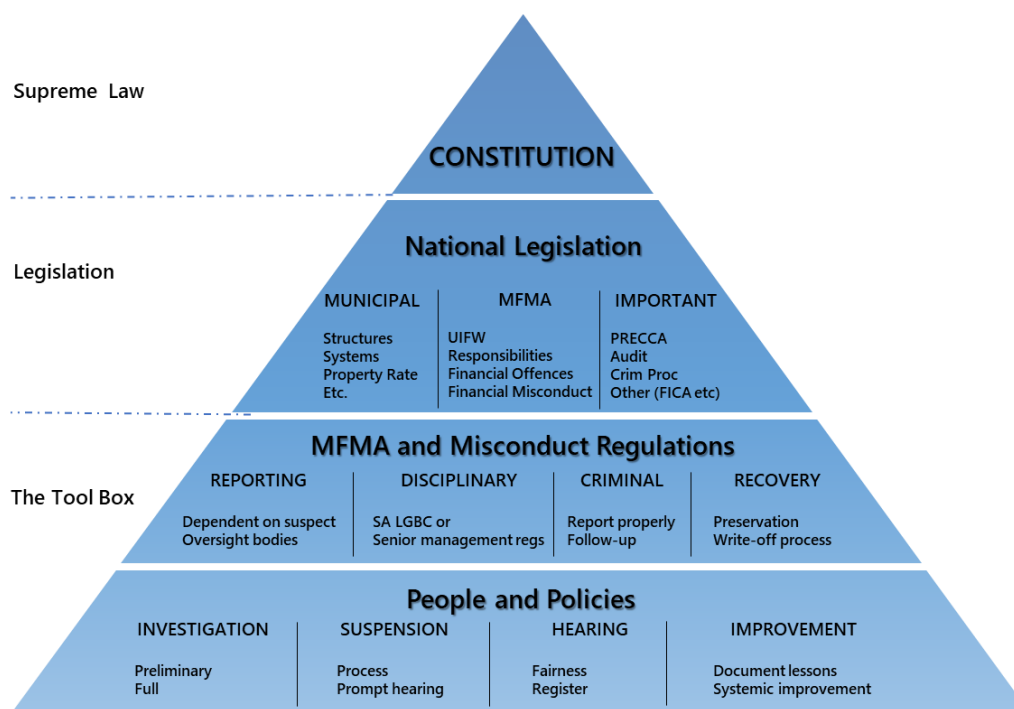 Supreme Law
CONSTITUTION
Legislation
National Legislation
MUNICIPAL
Structures
Systems
Property Rate
Etc.
MFMA
UIFW
Responsibilities
Financial Offences
Financial Misconduct
IMPORTANT
PRECCA
Audit
Crim Proc
Other (FICA etc)
The Tool Box
MFMA and Misconduct Regulations
REPORTING
Dependent on suspect
Oversight bodies
DISCIPLINARY
SA LGBC or
Senior management regs
CRIMINAL
Report properly
Follow-up
RECOVERY
Preservation
Write-off process
People and Policies
INVESTIGATION
Preliminary
Full
SUSPENSION
Process
Prompt hearing
HEARING
Fairness
Register
IMPROVEMENT
Document lessons
Systemic improvement